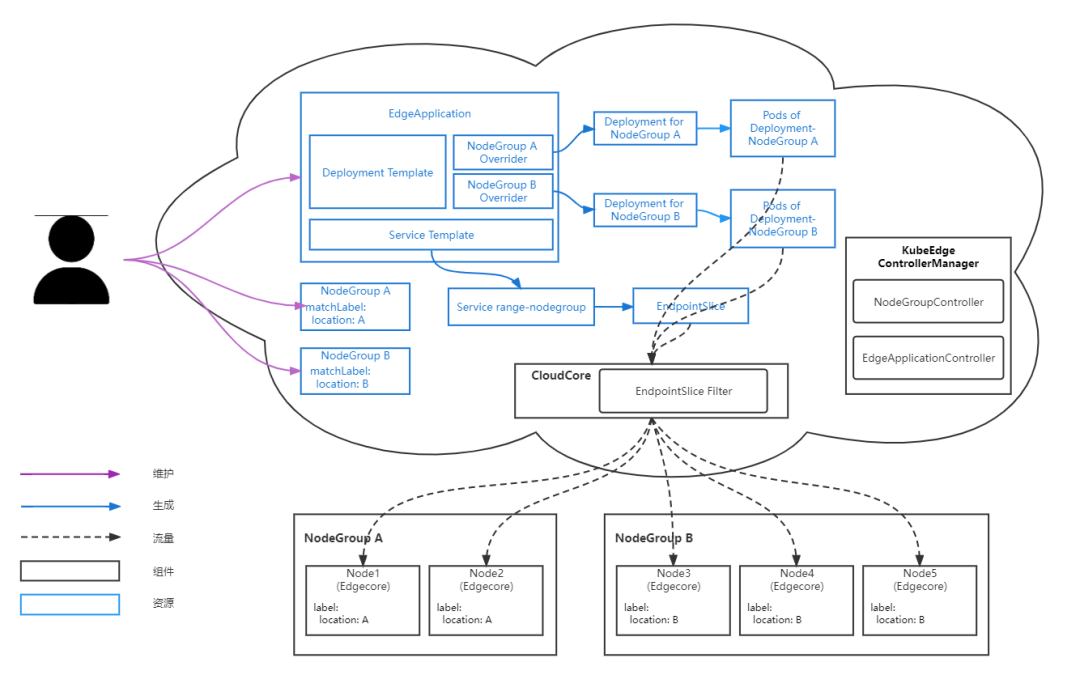 EdgeApplication
Deployment Template
NodeGroup A
Overrider
NodeGroup B
Overrider
Service Template
Deployment for
NodeGroup A
Pods of
Deployment-
NodeGroup A
Deployment for
NodeGroup B
Pods of
Deployment-
NodeGroup B
NodeGroup A
matchLabel:
location: A
NodeGroup B
matchLabel:
location: B
Service range-nodegroup
EndpointSlice
KubeEdge
ControllerManager
NodeGroupController
EdgeApplicationController
CloudCore
EndpointSlice Filter
维护
生成
流量
组件
资源
NodeGroup A
Node1
(Edgecore)
label:
location: A
Node2
(Edgecore)
label:
location: A
NodeGroup B
Node3
(Edgecore)
label:
location: B
Node4
(Edgecore)
label:
location: B
Node5
(Edgecore)
label:
location: B